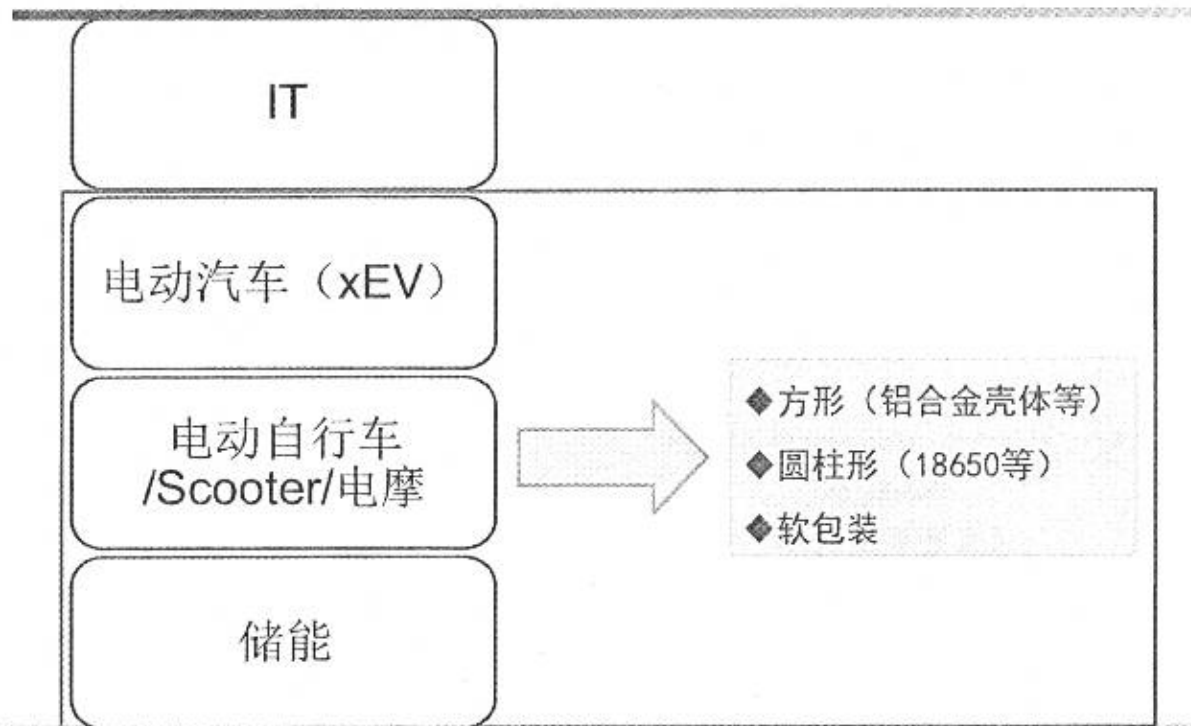 IT
电动汽车（xEV）
电动自行车
/Scooter/电摩
储能
◆方形（铝合金壳体等）
◆圆柱形（18650等）
◆软包装